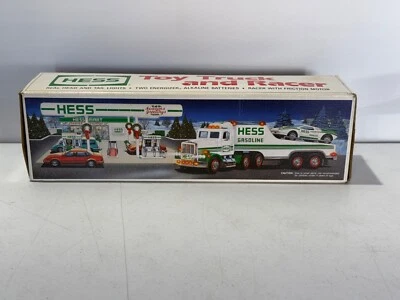 HESS
Toy Truck
and Racer
REAL HEAD AND TAIL LIGHTS • TWO ENERGIZER® ALKALINE BATTERIES • RACER WITH FRICTION MOTOR
HESS
HESS MART
HESS
GASOLINE